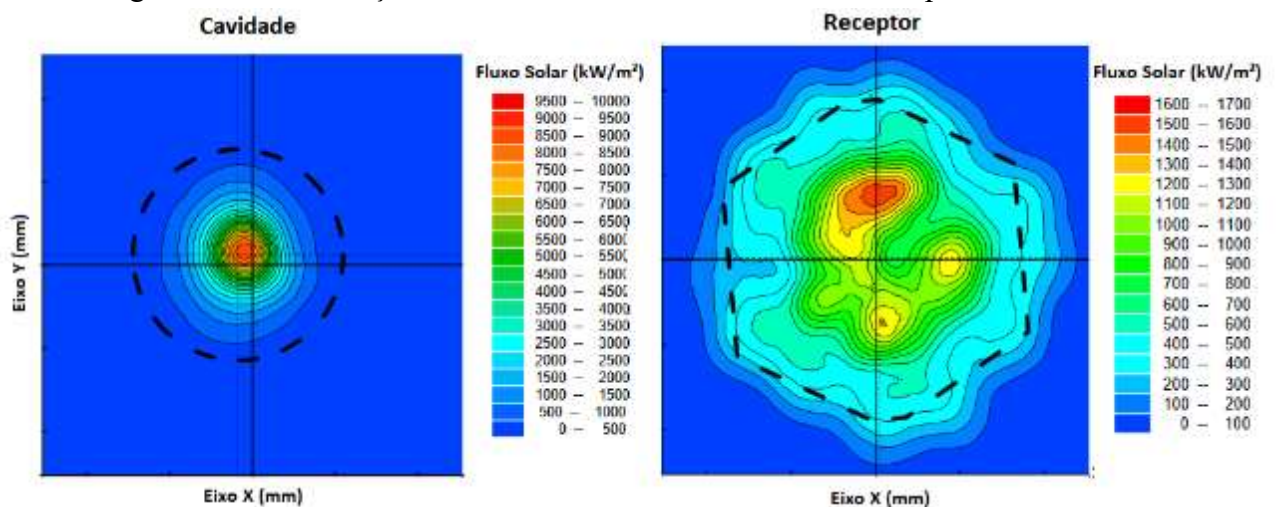 Cavidade
Eixo Y (mm)
Eixo X (mm)
Fluxo Solar (kW/m²)
9500 – 10000
9000 – 9500
8500 – 9000
8000 – 8500
7500 – 8000
7000 – 7500
6500 – 7000
6000 – 6500
5500 – 6000
5000 – 5500
4500 – 5000
4000 – 4500
3500 – 4000
3000 – 3500
2500 – 3000
2000 – 2500
1500 – 2000
1000 – 1500
500 – 1000
0 – 500
Receptor
Eixo X (mm)
Fluxo Solar (kW/m²)
1600 – 1700
1500 – 1600
1400 – 1500
1300 – 1400
1200 – 1300
1100 – 1200
1000 – 1100
900 – 1000
800 – 900
700 – 800
600 – 700
500 – 600
400 – 500
300 – 400
200 – 300
100 – 200
0 – 100